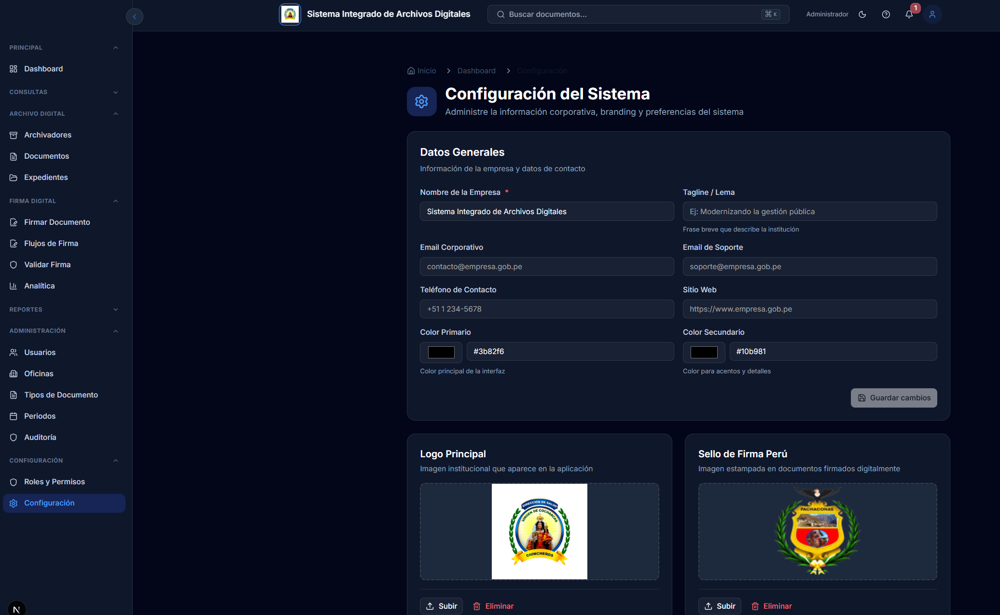 Sistema Integrado de Archivos Digitales
Buscar documentos...
⌘ K
Administrador
1
PRINCIPAL
Dashboard
CONSULTAS
ARCHIVO DIGITAL
Archivadores
Documentos
Expedientes
FIRMA DIGITAL
Firmar Documento
Flujos de Firma
Validar Firma
Analítica
REPORTES
ADMINISTRACIÓN
Usuarios
Oficinas
Tipos de Documento
Periodos
Auditoría
CONFIGURACIÓN
Roles y Permisos
Configuración
N
Inicio
Dashboard
Configuración
Configuración del Sistema
Administre la información corporativa, branding y preferencias del sistema
Datos Generales
Información de la empresa y datos de contacto
Nombre de la Empresa *
Sistema Integrado de Archivos Digitales
Tagline / Lema
Ej: Modernizando la gestión pública
Frase breve que describe la institución
Email Corporativo
contacto@empresa.gob.pe
Email de Soporte
soporte@empresa.gob.pe
Teléfono de Contacto
+51 1 234-5678
Sitio Web
https://www.empresa.gob.pe
Color Primario
#3b82f6
Color principal de la interfaz
Color Secundario
#10b981
Color para acentos y detalles
Guardar cambios
Logo Principal
Imagen institucional que aparece en la aplicación
DIRECCION DE SALUD
VIRGEN DE COCHARCAS
CHINCHEROS
Subir
Eliminar
Sello de Firma Perú
Imagen estampada en documentos firmados digitalmente
PACHACONAS
Subir
Eliminar